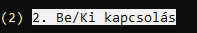 (2) 2. Be/Ki kapcsolás